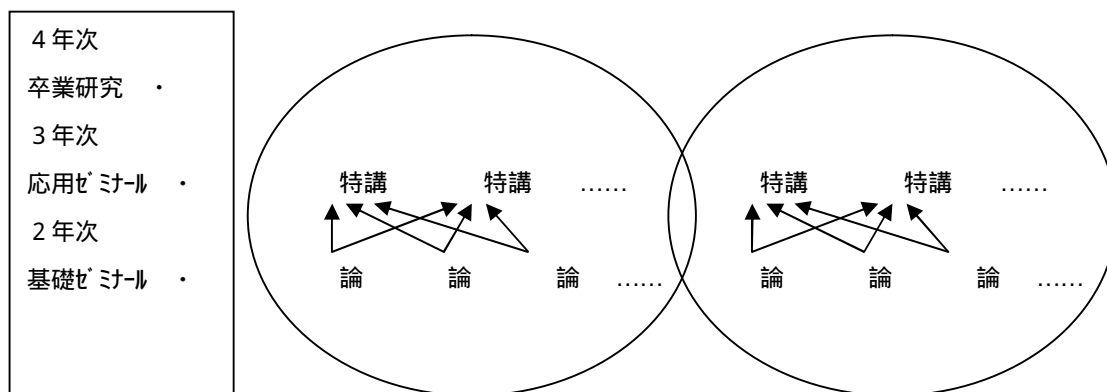 4年次
卒業研究 ・
3年次
応用ゼミナール ・
2年次
基礎ゼミナール ・
特講 特講 ……
論 論 論 ……
特講 特講 ……
論 論 論 ……